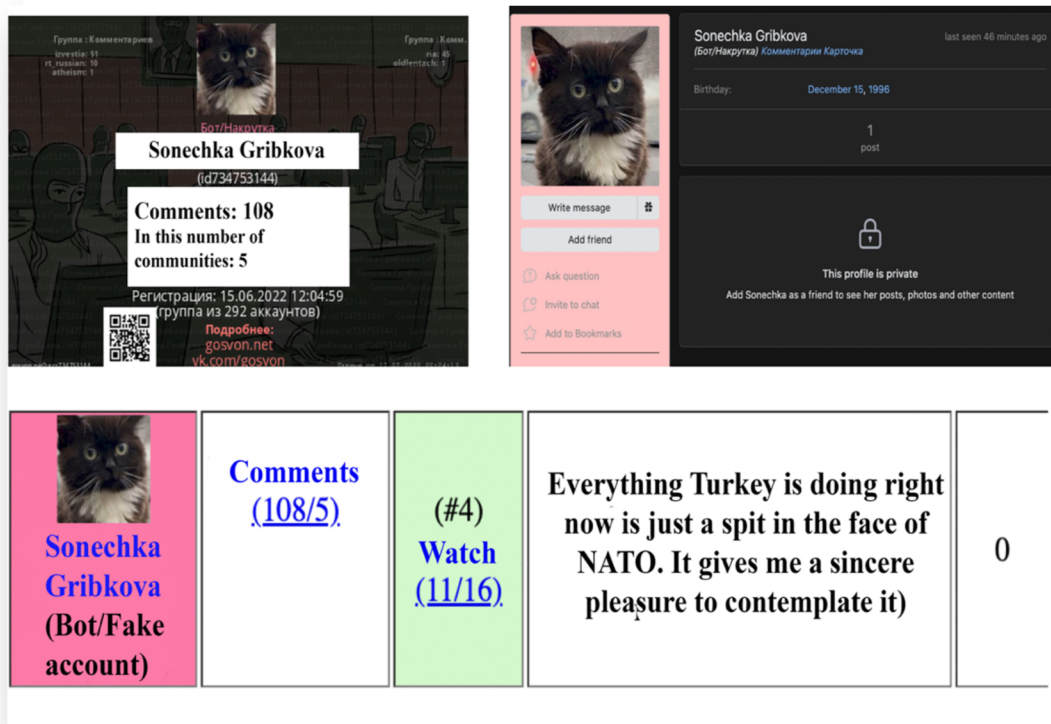 Группа : Комментариев
izvestia: 51
rt_russian: 10
atheism: 1
Группа : Комм.
ria: 45
oldlentach: 1
Бот/Накрутка
Sonechka Gribkova
(id734753144)
Comments: 108
In this number of
communities: 5
Регистрация: 15.06.2022 12:04:59
(группа из 292 аккаунтов)
Подробнее:
gosvon.net
vk.com/gosvon
Sonechka Gribkova
last seen 46 minutes ago
(Бот/Накрутка) Комментарии Карточка
Birthday: December 15, 1996
1
post
Write message
Add friend
Ask question
Invite to chat
Add to Bookmarks
This profile is private
Add Sonechka as a friend to see her posts, photos and other content
Sonechka
Gribkova
(Bot/Fake
account)
Comments
(108/5)
(#4)
Watch
(11/16)
Everything Turkey is doing right
now is just a spit in the face of
NATO. It gives me a sincere
pleasure to contemplate it)
0